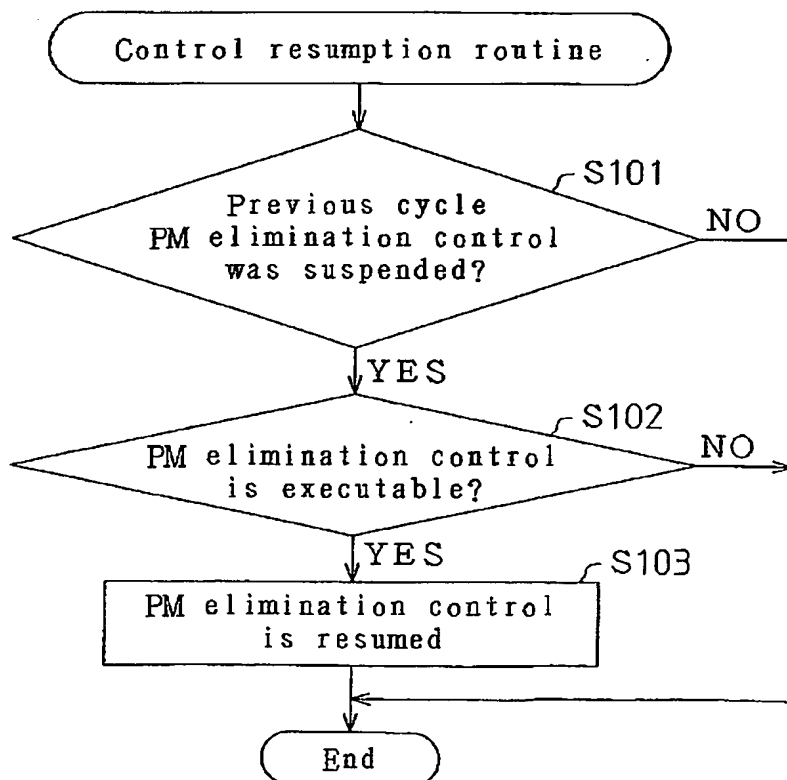 Control resumption routine
S101
Previous cycle
PM elimination control
was suspended?
NO
YES
S102
PM elimination control
is executable?
NO
YES
S103
PM elimination control
is resumed
End